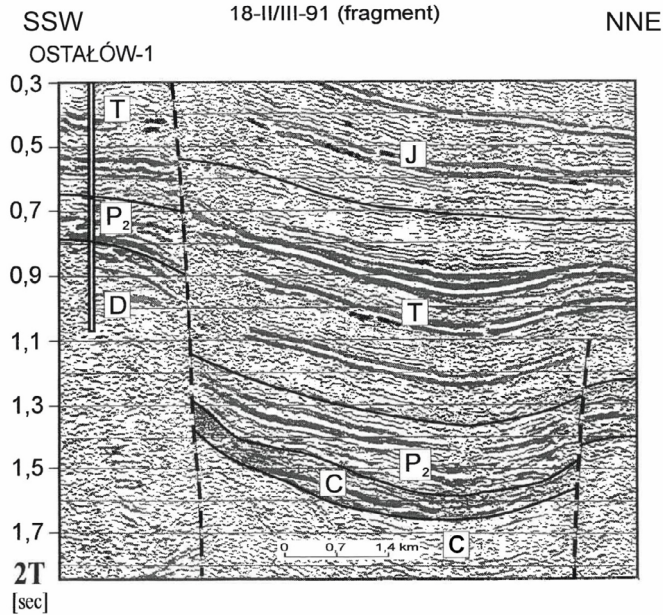 18-II/III-91 (fragment)
SSW
NNE
OSTAŁÓW-1
0,3
T
0,5
J
0,7
P2
0,9
D
T
1,1
1,3
P2
1,5
C
1,7
0 0,7 1,4 km
C
2T
[sec]